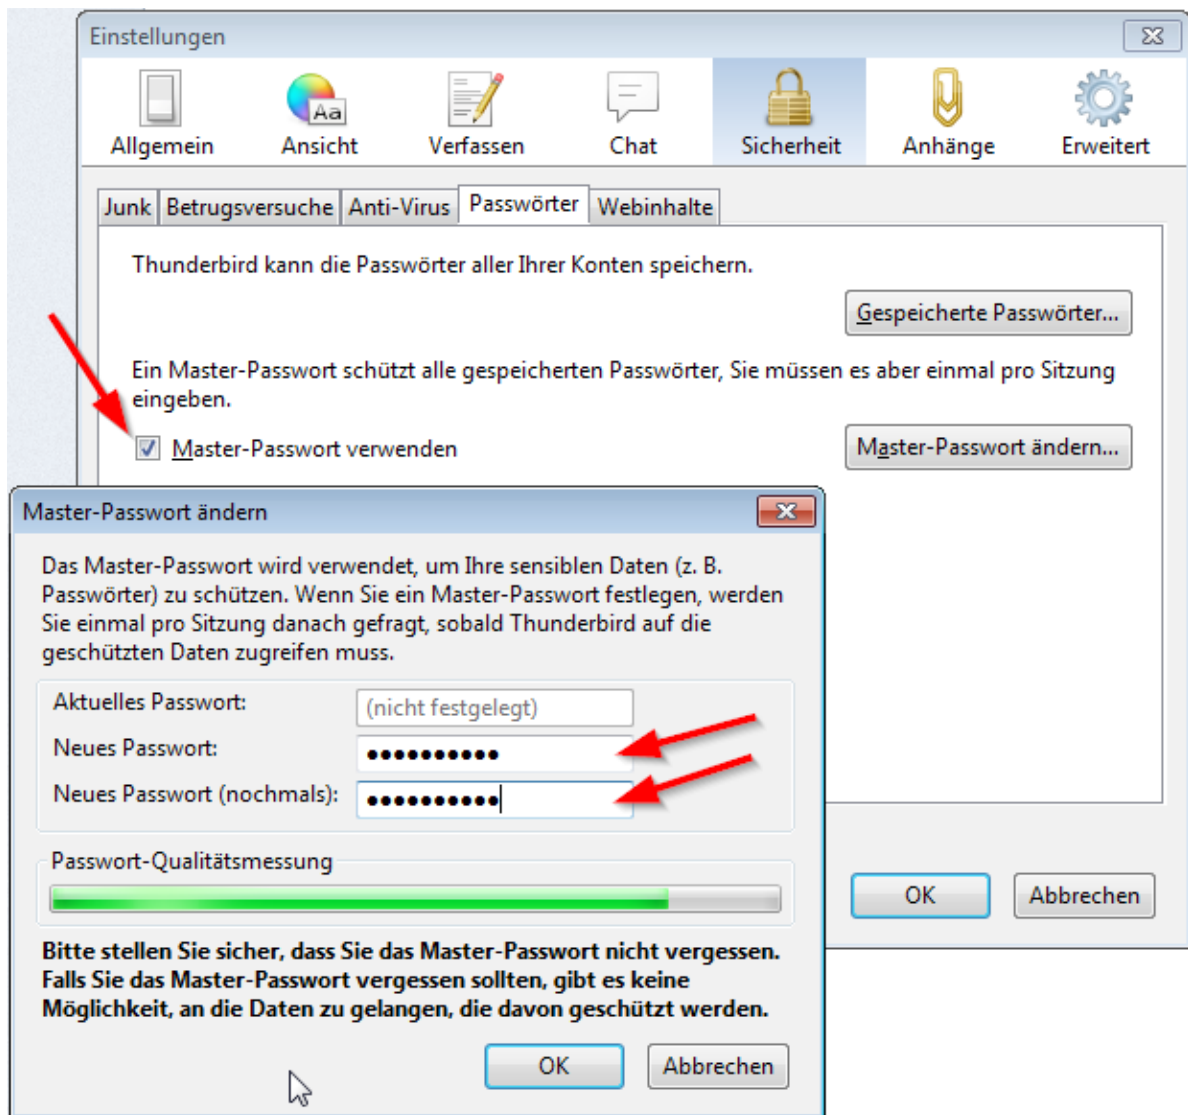 Einstellungen
Allgemein
Aa
Ansicht
Verfassen
Chat
Sicherheit
Anhänge
Erweitert
Junk
Betrugsversuche
Anti-Virus
Passwörter
Webinhalte
Thunderbird kann die Passwörter aller Ihrer Konten speichern.
Gespeicherte Passwörter...
Ein Master-Passwort schützt alle gespeicherten Passwörter, Sie müssen es aber einmal pro Sitzung
eingeben.
Master-Passwort verwenden
Master-Passwort ändern...
OK
Abbrechen
Master-Passwort ändern
Das Master-Passwort wird verwendet, um Ihre sensiblen Daten (z. B.
Passwörter) zu schützen. Wenn Sie ein Master-Passwort festlegen, werden
Sie einmal pro Sitzung danach gefragt, sobald Thunderbird auf die
geschützten Daten zugreifen muss.
Aktuelles Passwort:
(nicht festgelegt)
Neues Passwort:
●●●●●●●●●●
Neues Passwort (nochmals):
●●●●●●●●●●
Passwort-Qualitätsmessung
Bitte stellen Sie sicher, dass Sie das Master-Passwort nicht vergessen.
Falls Sie das Master-Passwort vergessen sollten, gibt es keine
Möglichkeit, an die Daten zu gelangen, die davon geschützt werden.
OK
Abbrechen